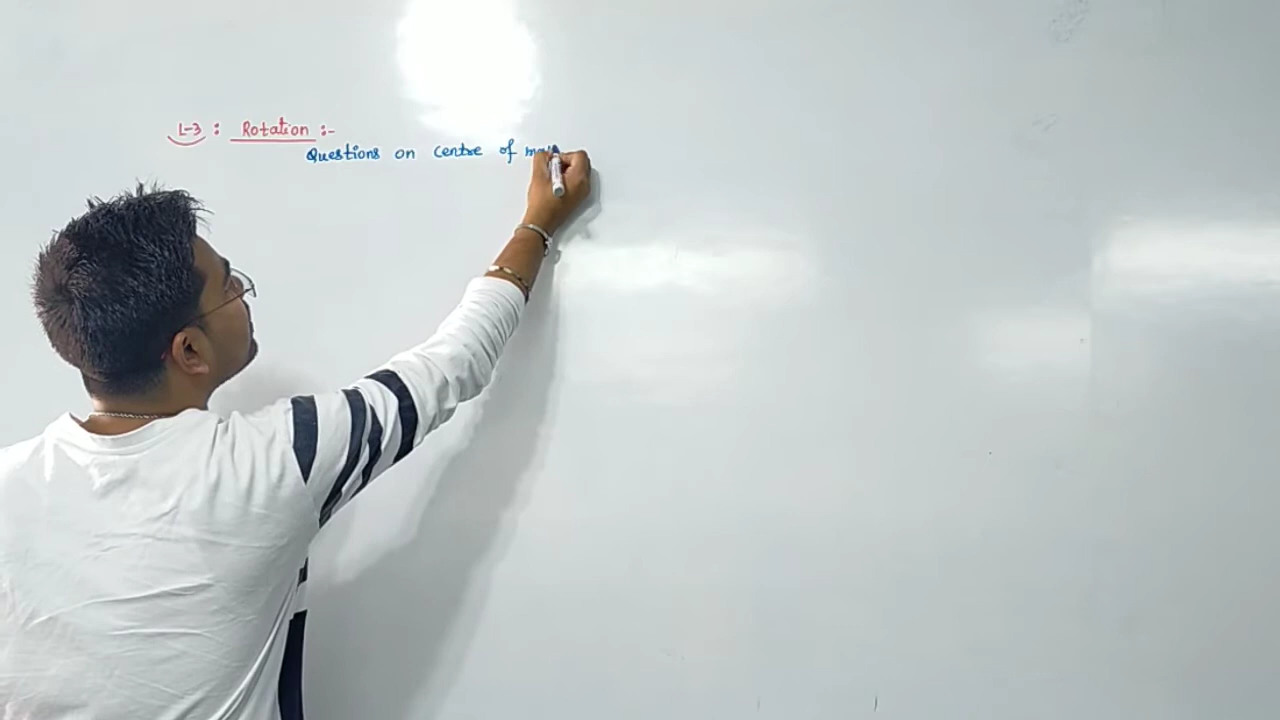 L-3 : Rotation :-
Questions on centre of